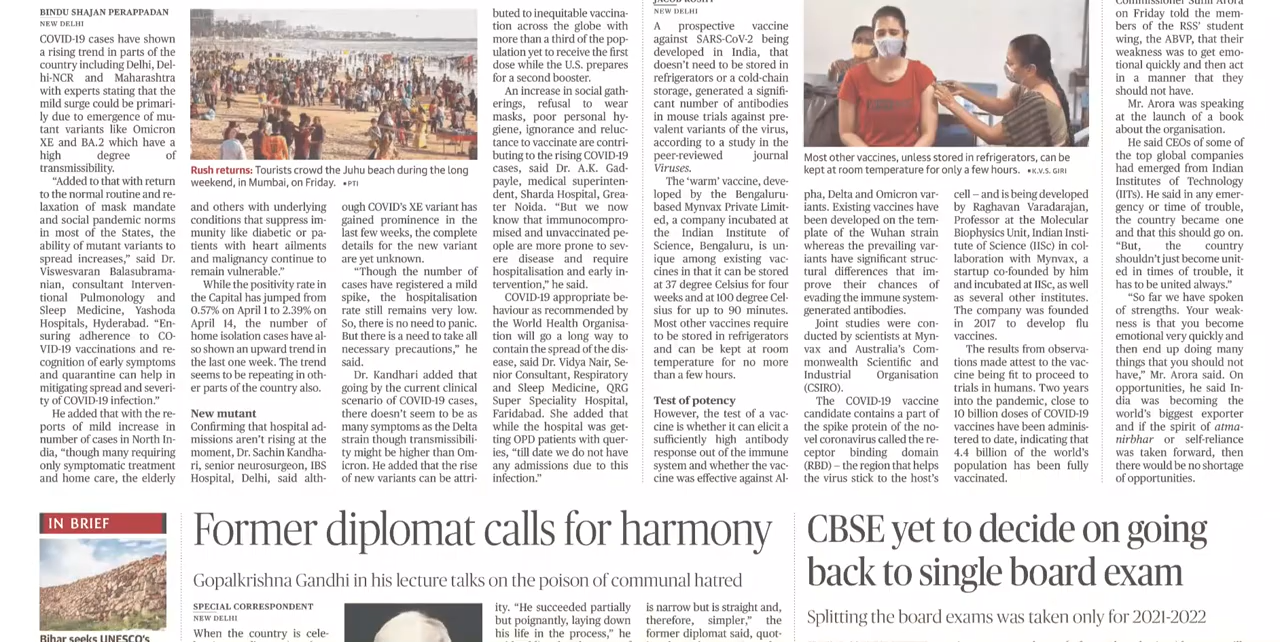 BINDU SHAJAN PERAPPADAN
NEW DELHI
COVID-19 cases have shown
a rising trend in parts of the
country including Delhi, Del-
hi-NCR and Maharashtra
with experts stating that the
mild surge could be primari-
ly due to emergence of mu-
tant variants like Omicron
XE and BA.2 which have a
high degree of
transmissibility.
"Added to that with return
to the normal routine and re-
laxation of mask mandate
and social pandemic norms
in most of the States, the
ability of mutant variants to
spread increases," said Dr.
Viswesvaran Balasubrama-
nian, consultant Interven-
tional Pulmonology and
Sleep Medicine, Yashoda
Hospitals, Hyderabad. "En-
suring adherence to CO-
VID-19 vaccinations and re-
cognition of early symptoms
and quarantine can help in
mitigating spread and severi-
ty of COVID-19 infection."
He added that with the re-
ports of mild increase in
number of cases in North In-
dia, "though many requiring
only symptomatic treatment
and home care, the elderly
Rush returns: Tourists crowd the Juhu beach during the long
weekend, in Mumbai, on Friday. •PTI
and others with underlying
conditions that suppress im-
munity like diabetic or pa-
tients with heart ailments
and malignancy continue to
remain vulnerable."
While the positivity rate in
the Capital has jumped from
0.57% on April 1 to 2.39% on
April 14, the number of
home isolation cases have al-
so shown an upward trend in
the last one week. The trend
seems to be repeating in oth-
er parts of the country also.
New mutant
Confirming that hospital ad-
missions aren't rising at the
moment, Dr. Sachin Kandha-
ri, senior neurosurgeon, IBS
Hospital, Delhi, said alth-
ough COVID's XE variant has
gained prominence in the
last few weeks, the complete
details for the new variant
are yet unknown.
"Though the number of
cases have registered a mild
spike, the hospitalisation
rate still remains very low.
So, there is no need to panic.
But there is a need to take all
necessary precautions," he
said.
Dr. Kandhari added that
going by the current clinical
scenario of COVID-19 cases,
there doesn't seem to be as
many symptoms as the Delta
strain though transmissibili-
ty might be higher than Om-
icron. He added that the rise
of new variants can be attri-
buted to inequitable vaccina-
tion across the globe with
more than a third of the pop-
ulation yet to receive the first
dose while the U.S. prepares
for a second booster.
An increase in social gath-
erings, refusal to wear
masks, poor personal hy-
giene, ignorance and reluc-
tance to vaccinate are contri-
buting to the rising COVID-19
cases, said Dr. A.K. Gad-
payle, medical superinten-
dent, Sharda Hospital, Grea-
ter Noida. "But we now
know that immunocompro-
mised and unvaccinated peo-
ple are more prone to sev-
ere disease and require
hospitalisation and early in-
tervention," he said.
COVID-19 appropriate be-
haviour as recommended by
the World Health Organisa-
tion will go a long way to
contain the spread of the dis-
ease, said Dr. Vidya Nair, Se-
nior Consultant, Respiratory
and Sleep Medicine, QRG
Super Speciality Hospital,
Faridabad. She added that
while the hospital was get-
ting OPD patients with quer-
ies, "till date we do not have
any admissions due to this
infection."
NEW DELHI
A prospective vaccine
against SARS-CoV-2 being
developed in India, that
doesn't need to be stored in
refrigerators or a cold-chain
storage, generated a signifi-
cant number of antibodies
in mouse trials against pre-
valent variants of the virus,
according to a study in the
peer-reviewed journal
Viruses.
The 'warm' vaccine, deve-
loped by the Bengaluru-
based Mynvax Private Limit-
ed, a company incubated at
the Indian Institute of
Science, Bengaluru, is un-
ique among existing vac-
cines in that it can be stored
at 37 degree Celsius for four
weeks and at 100 degree Cel-
sius for up to 90 minutes.
Most other vaccines require
to be stored in refrigerators
and can be kept at room
temperature for no more
than a few hours.
Test of potency
However, the test of a vac-
cine is whether it can elicit a
sufficiently high antibody
response out of the immune
system and whether the vac-
cine was effective against Al-
Most other vaccines, unless stored in refrigerators, can be
kept at room temperature for only a few hours. •K.V.S. GIRI
pha, Delta and Omicron var-
iants. Existing vaccines have
been developed on the tem-
plate of the Wuhan strain
whereas the prevailing var-
iants have significant struc-
tural differences that im-
prove their chances of
evading the immune system-
generated antibodies.
Joint studies were con-
ducted by scientists at Myn-
vax and Australia's Com-
monwealth Scientific and
Industrial Organisation
(CSIRO).
The COVID-19 vaccine
candidate contains a part of
the spike protein of the no-
vel coronavirus called the re-
ceptor binding domain
(RBD) – the region that helps
the virus stick to the host's
cell – and is being developed
by Raghavan Varadarajan,
Professor at the Molecular
Biophysics Unit, Indian Insti-
tute of Science (IISc) in col-
laboration with Mynvax, a
startup co-founded by him
and incubated at IISc, as well
as several other institutes.
The company was founded
in 2017 to develop flu
vaccines.
The results from observa-
tions made attest to the vac-
cine being fit to proceed to
trials in humans. Two years
into the pandemic, close to
10 billion doses of COVID-19
vaccines have been adminis-
tered to date, indicating that
4.4 billion of the world's
population has been fully
vaccinated.
on Friday told the mem-
bers of the RSS' student
wing, the ABVP, that their
weakness was to get emo-
tional quickly and then act
in a manner that they
should not have.
Mr. Arora was speaking
at the launch of a book
about the organisation.
He said CEOs of some of
the top global companies
had emerged from Indian
Institutes of Technology
(IITs). He said in any emer-
gency or time of trouble,
the country became one
and that this should go on.
"But, the country
shouldn't just become unit-
ed in times of trouble, it
has to be united always."
"So far we have spoken
of strengths. Your weak-
ness is that you become
emotional very quickly and
then end up doing many
things that you should not
have," Mr. Arora said. On
opportunities, he said In-
dia was becoming the
world's biggest exporter
and if the spirit of atma-
nirbhar or self-reliance
was taken forward, then
there would be no shortage
of opportunities.
IN BRIEF
Bihar seeks UNESCO's
Former diplomat calls for harmony
Gopalkrishna Gandhi in his lecture talks on the poison of communal hatred
SPECIAL CORRESPONDENT
NEW DELHI
When the country is cele-
ity. "He succeeded partially
but poignantly, laying down
his life in the process," he
is narrow but is straight and,
therefore, simpler," the
former diplomat said, quot-
CBSE yet to decide on going
back to single board exam
Splitting the board exams was taken only for 2021-2022